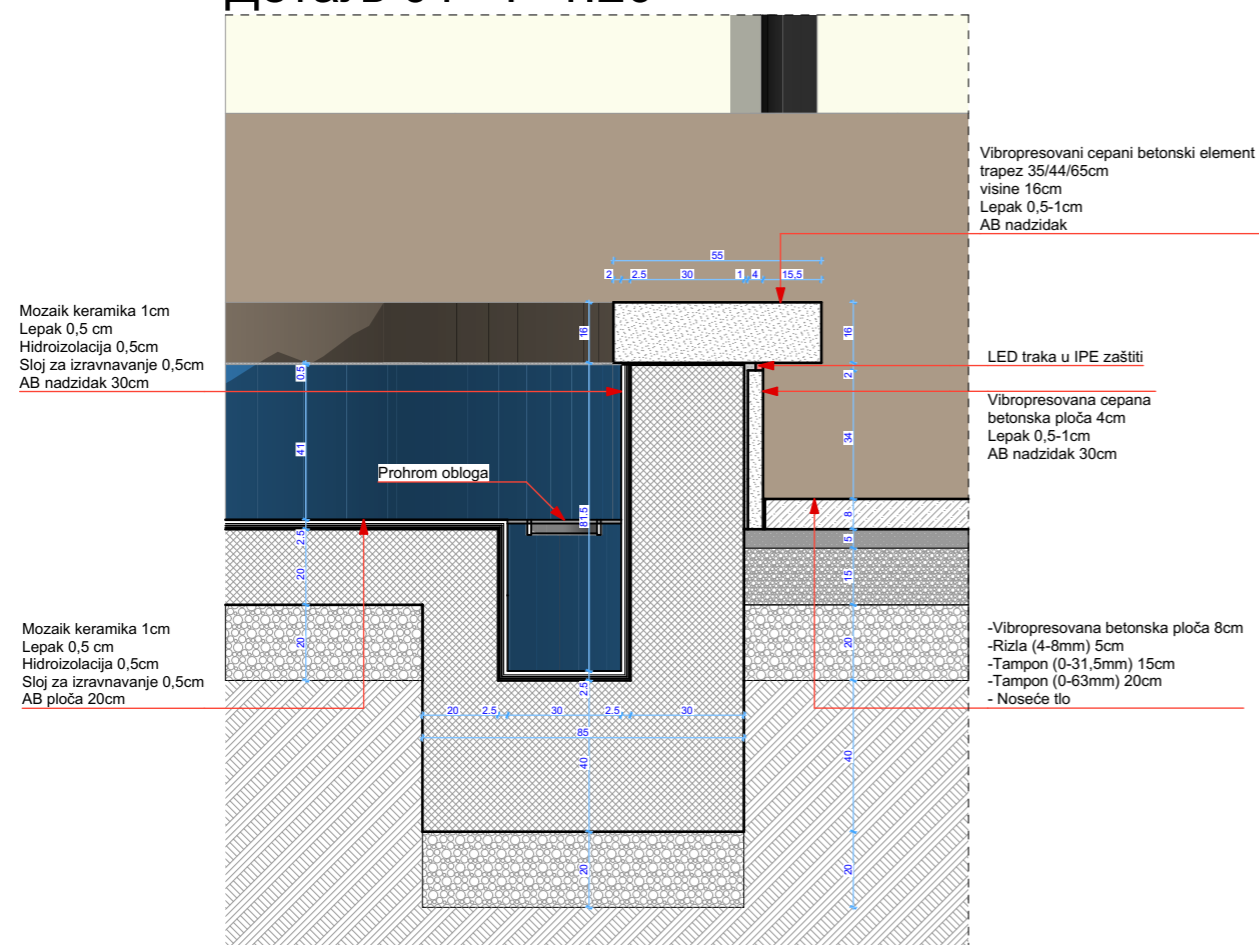 Vibropresovani cepani betonski element
trapez 35/44/65cm
visine 16cm
Lepak 0,5-1cm
AB nadzidak
55
2 2.5 30 1 4 15,5
Mozaik keramika 1cm
Lepak 0,5 cm
Hidroizolacija 0,5cm
Sloj za izravnavanje 0,5cm
AB nadzidak 30cm
16
16
LED traka u IPE zaštiti
0.5
2
Vibropresovana cepana
betonska ploča 4cm
Lepak 0,5-1cm
AB nadzidak 30cm
34
41
Prohrom obloga
81.5
8
2.5
5
20
15
Mozaik keramika 1cm
Lepak 0,5 cm
Hidroizolacija 0,5cm
Sloj za izravnavanje 0,5cm
AB ploča 20cm
20
20
-Vibropresovana betonska ploča 8cm
-Rizla (4-8mm) 5cm
-Tampon (0-31,5mm) 15cm
-Tampon (0-63mm) 20cm
- Noseće tlo
2.5
20 2.5 30 2.5 30
85
40
40
20
20